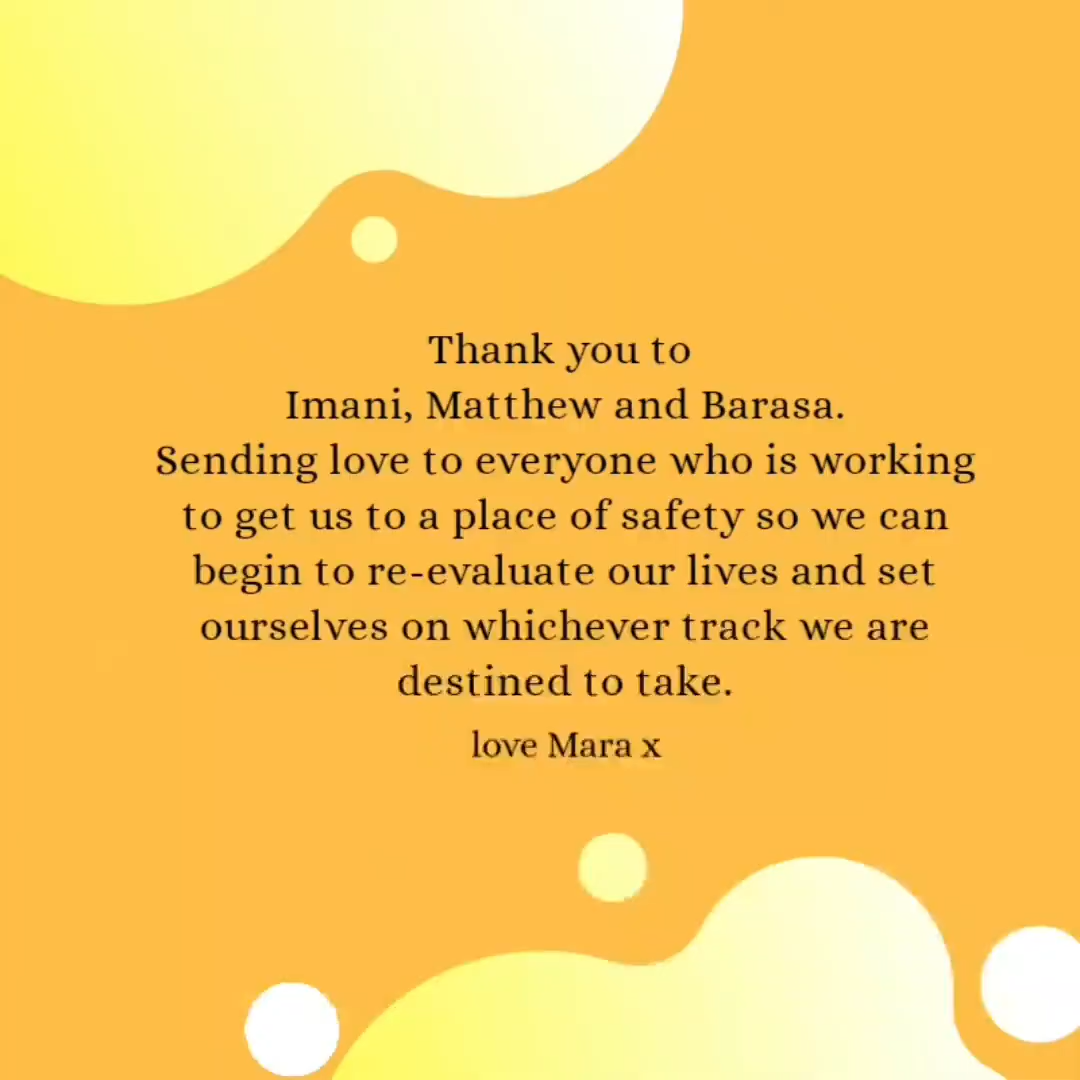 Thank you to
Imani, Matthew and Barasa.
Sending love to everyone who is working
to get us to a place of safety so we can
begin to re-evaluate our lives and set
ourselves on whichever track we are
destined to take.
love Mara x